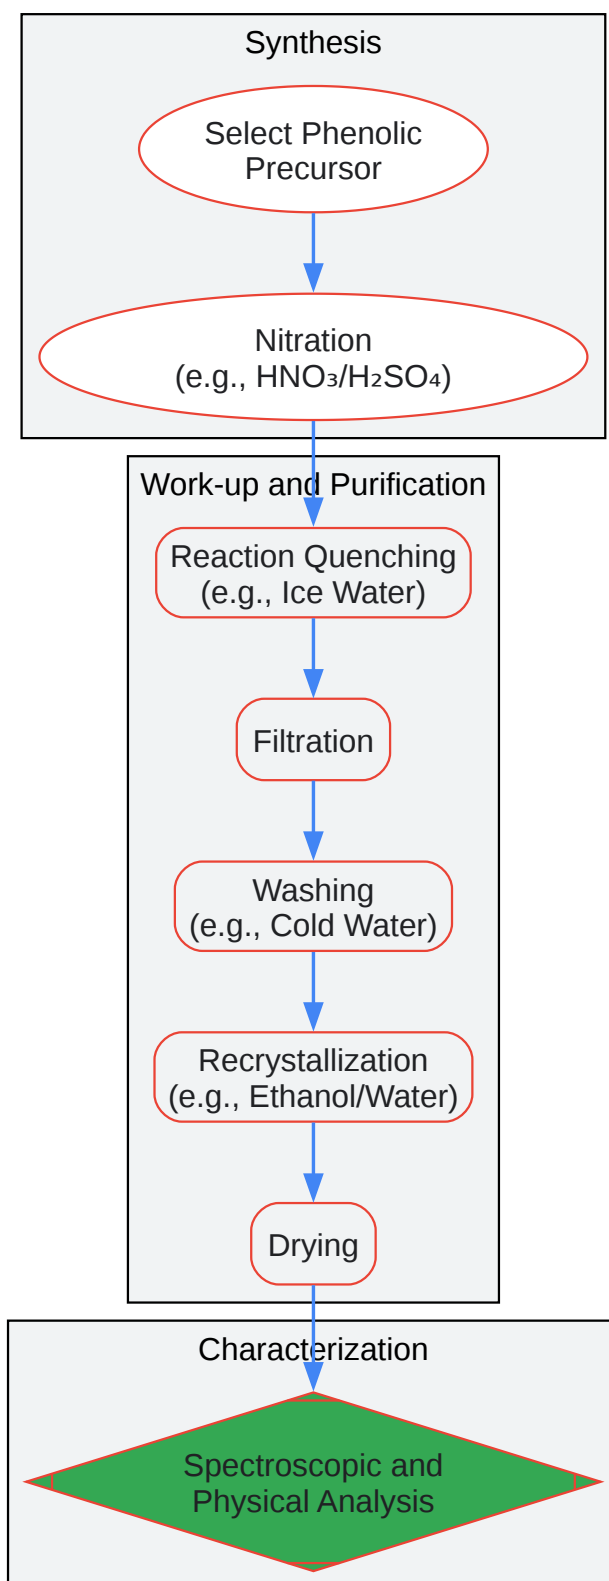 Synthesis
Select Phenolic
Precursor
Nitration
(e.g., HNO₃/H₂SO₄)
Work-up and Purification
Reaction Quenching
(e.g., Ice Water)
Filtration
Washing
(e.g., Cold Water)
Recrystallization
(e.g., Ethanol/Water)
Drying
Characterization
Spectroscopic and
Physical Analysis